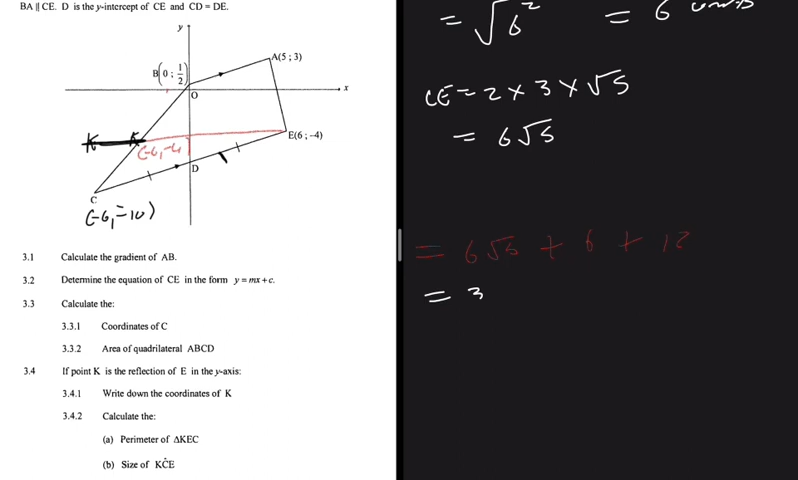 BA || CE. D is the y-intercept of CE and CD = DE.
y
A(5 ; 3)
B(0 ; 1/2)
x
O
K K
(-6, -4)
E(6 ; -4)
D
C
(-6, -10)
3.1 Calculate the gradient of AB.
3.2 Determine the equation of CE in the form y = mx + c.
3.3 Calculate the:
3.3.1 Coordinates of C
3.3.2 Area of quadrilateral ABCD
3.4 If point K is the reflection of E in the y-axis:
3.4.1 Write down the coordinates of K
3.4.2 Calculate the:
(a) Perimeter of ΔKEC
(b) Size of KĈE
= √6² = 6 units
CE = 2 × 3 × √5
= 6√5
= 6√5 + 6 + 12
= 3